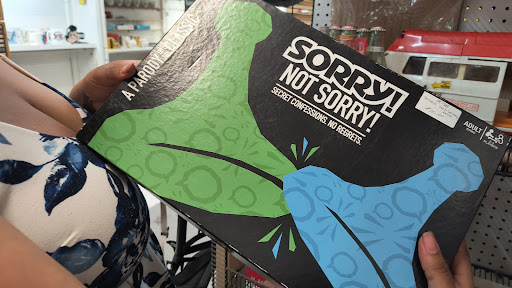 A PARODY
SORRY!
NOT SORRY!
SECRET CONFESSIONS. NO REGRETS.
ADULT